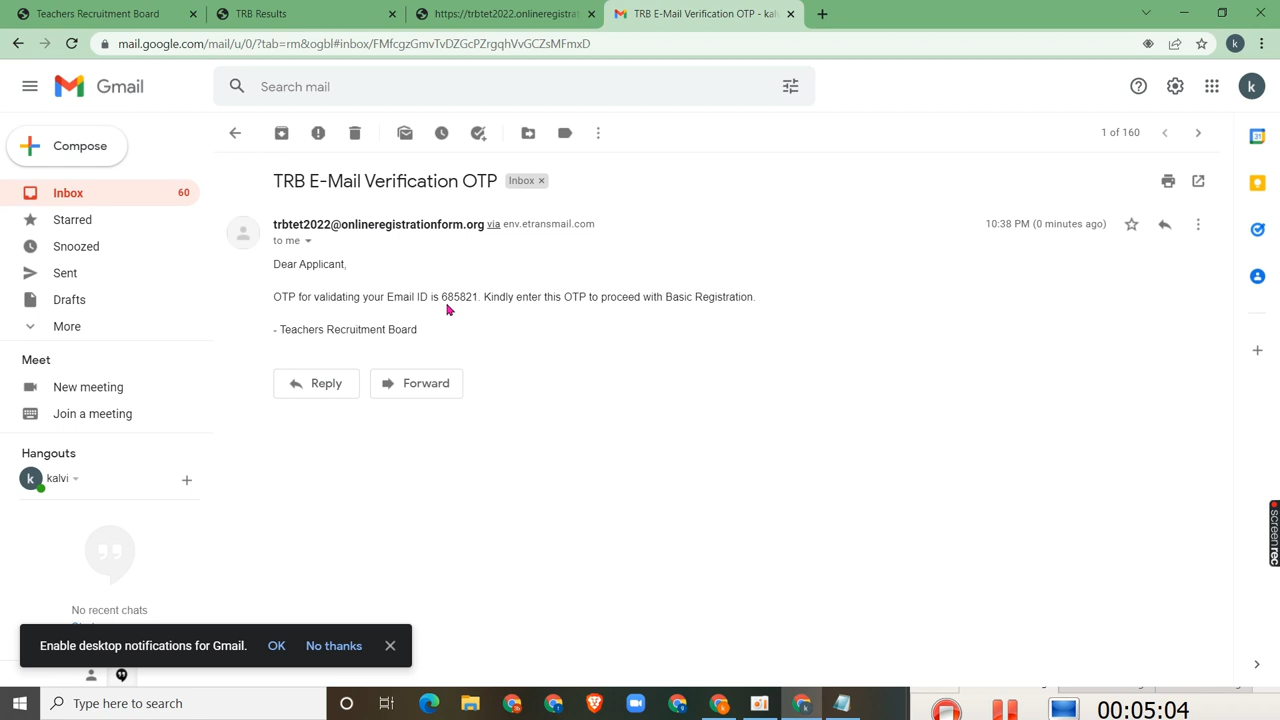 Teachers Recruitment Board
TRB Results
https://trbtet2022.onlineregistrat
TRB E-Mail Verification OTP - kalv
mail.google.com/mail/u/0/?tab=rm&ogbl#inbox/FMfcgzGmvTvDZGcPZrgqhVvGCZsMFmxD
k
Gmail
Search mail
k
Compose
1 of 160
TRB E-Mail Verification OTP
Inbox ×
Inbox 60
Starred
Snoozed
Sent
Drafts
More
trbtet2022@onlineregistrationform.org via env.etransmail.com
10:38 PM (0 minutes ago)
to me
Dear Applicant,
OTP for validating your Email ID is 685821. Kindly enter this OTP to proceed with Basic Registration.
- Teachers Recruitment Board
Reply
Forward
Meet
New meeting
Join a meeting
Hangouts
k kalvi
No recent chats
Enable desktop notifications for Gmail. OK No thanks
screenrec
Type here to search
00:05:04